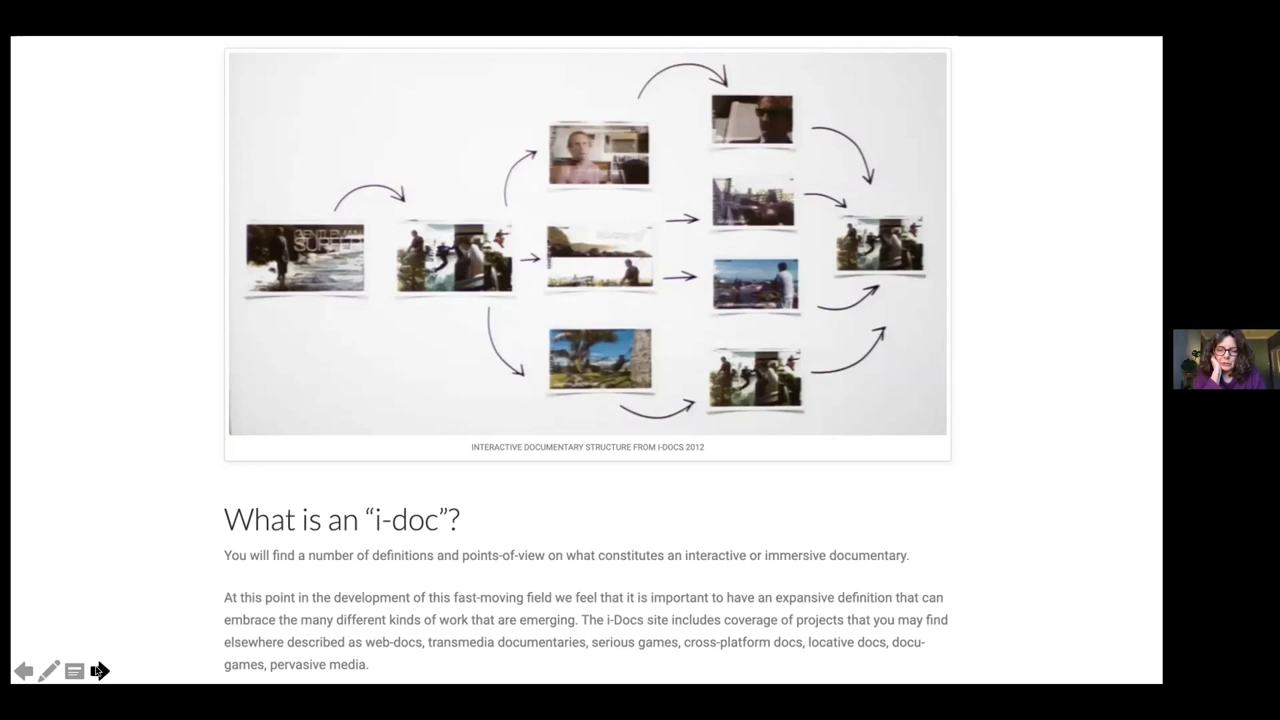 GENTLEMAN
SURFER
INTERACTIVE DOCUMENTARY STRUCTURE FROM I-DOCS 2012
What is an “i-doc”?
You will find a number of definitions and points-of-view on what constitutes an interactive or immersive documentary.
At this point in the development of this fast-moving field we feel that it is important to have an expansive definition that can
embrace the many different kinds of work that are emerging. The i-Docs site includes coverage of projects that you may find
elsewhere described as web-docs, transmedia documentaries, serious games, cross-platform docs, locative docs, docu-
games, pervasive media.